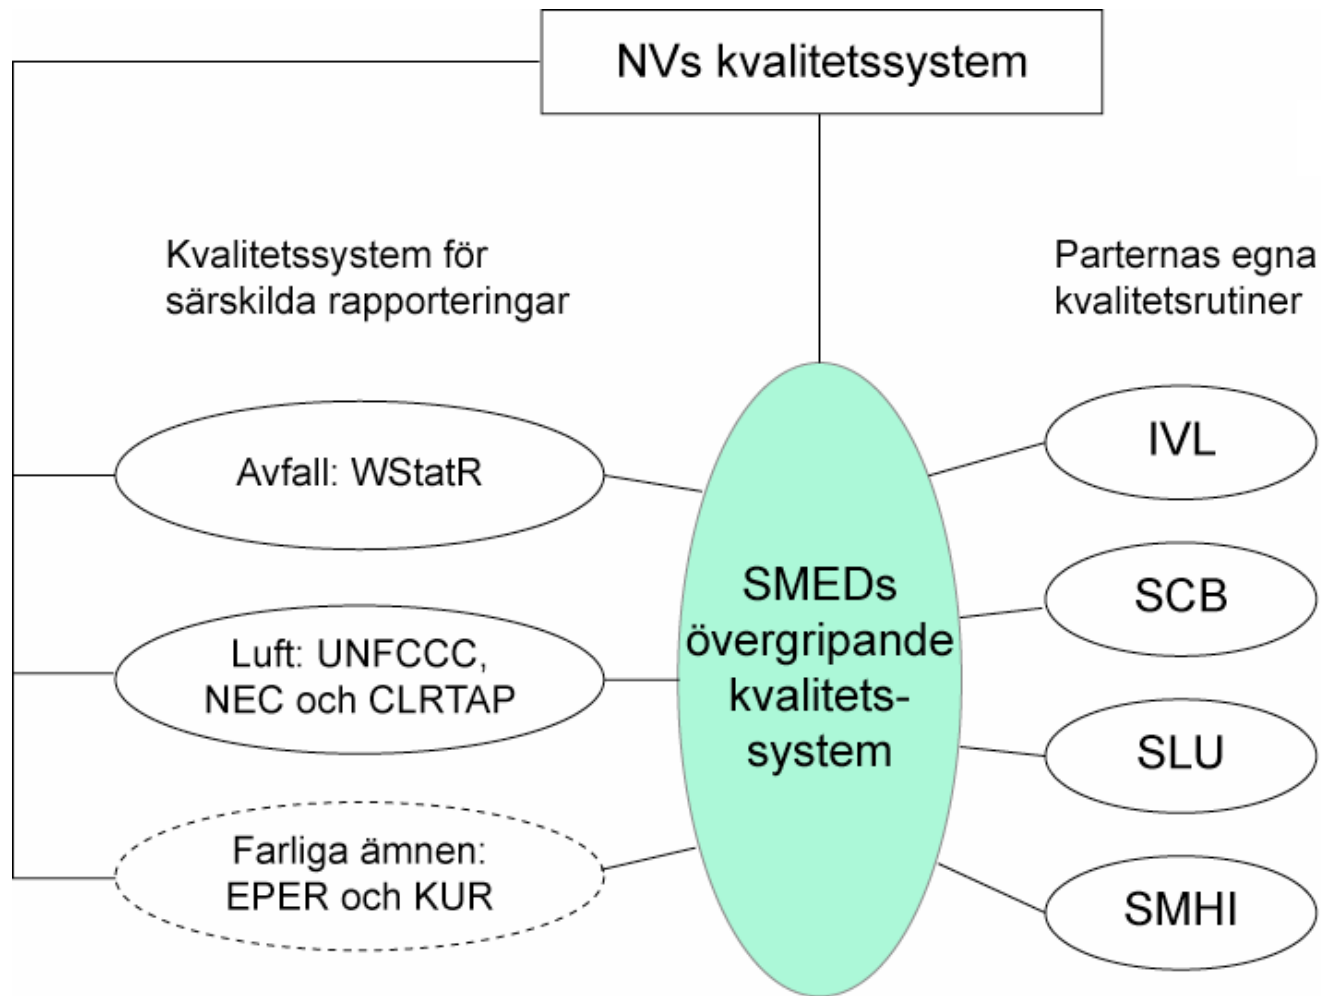 NVs kvalitetssystem
Kvalitetssystem för
särskilda rapporteringar
Parternas egna
kvalitetsrutiner
Avfall: WStatR
Luft: UNFCCC,
NEC och CLRTAP
Farliga ämnen:
EPER och KUR
SMEDs
övergripande
kvalitets-
system
IVL
SCB
SLU
SMHI